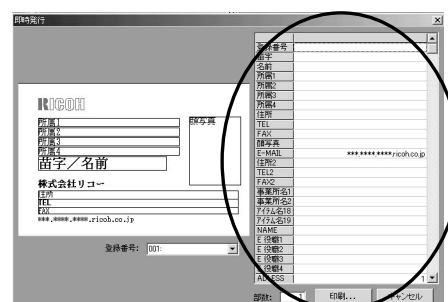 即時発行
RICOH
所属1
所属2
所属3
所属4
苗字／名前
顔写真
株式会社リコー
住所
TEL
FAX
***.****.****.ricoh.co.jp
登録番号: 001:
登録番号
苗字
名前
所属1
所属2
所属3
所属4
住所
TEL
FAX
顔写真
E-MAIL ***.****.****.ricoh.co.jp
住所2
TEL2
FAX2
事業所名1
事業所名2
アイテム名18
アイテム名19
NAME
E 役職1
E 役職2
E 役職3
E 役職4
ADLESS 1
部数: 1 印刷... キャンセル